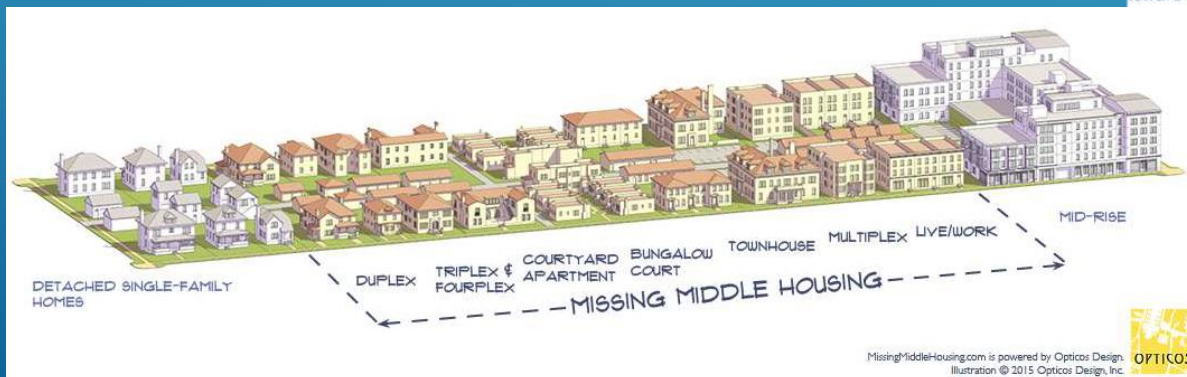 DETACHED SINGLE-FAMILY
HOMES
DUPLEX
TRIPLEX &
FOURPLEX
COURTYARD
APARTMENT
BUNGALOW
COURT
TOWNHOUSE
MULTIPLEX
LIVE/WORK
MID-RISE
MISSING MIDDLE HOUSING
MissingMiddleHousing.com is powered by Opticos Design.
Illustration © 2015 Opticos Design, Inc.
OPTICOS